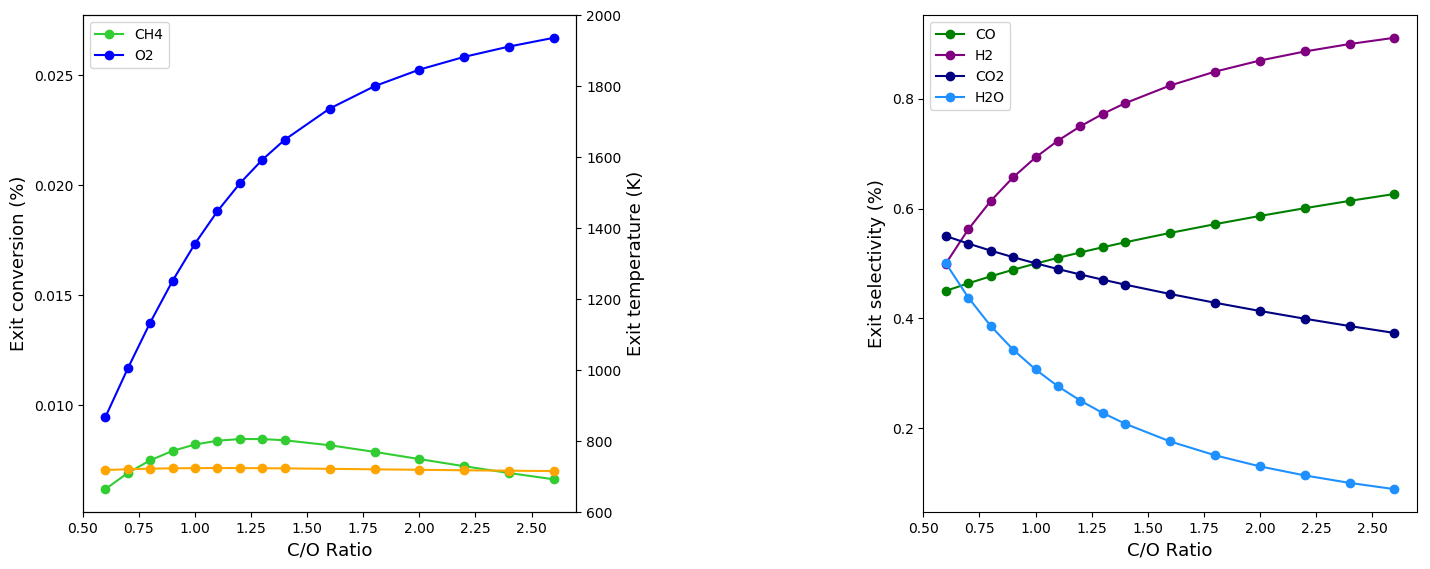 CH4
O2
Exit conversion (%)
0.025
0.020
0.015
0.010
2000
1800
1600
1400
1200
1000
800
600
Exit temperature (K)
0.50 0.75 1.00 1.25 1.50 1.75 2.00 2.25 2.50
C/O Ratio
CO
H2
CO2
H2O
Exit selectivity (%)
0.8
0.6
0.4
0.2
0.50 0.75 1.00 1.25 1.50 1.75 2.00 2.25 2.50
C/O Ratio